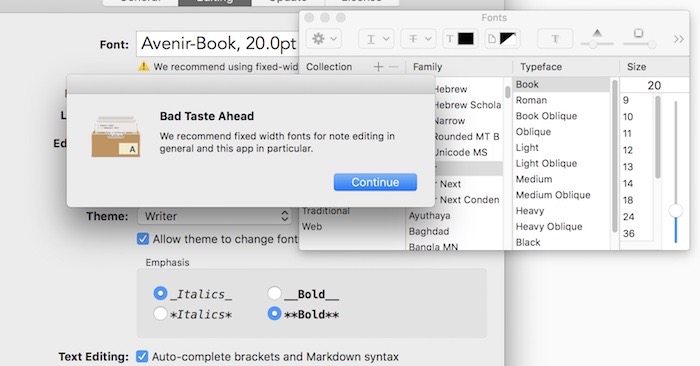 General Editing Update License
Font: Avenir-Book, 20.0pt
We recommend using fixed-wid
Bad Taste Ahead
We recommend fixed width fonts for note editing in
general and this app in particular.
Continue
A
Theme: Writer
Allow theme to change font
Emphasis
_Italics_ __Bold__
*Italics* **Bold**
Text Editing: Auto-complete brackets and Markdown syntax
Fonts
T T T T
Collection + −
Traditional
Web
Family
Hebrew
Hebrew Schola
Narrow
Rounded MT B
Unicode MS
r
r Next
r Next Conden
Ayuthaya
Baghdad
Bangla MN
Typeface
Book
Roman
Book Oblique
Oblique
Light
Light Oblique
Medium
Medium Oblique
Heavy
Heavy Oblique
Black
Size
20
9
10
11
12
13
14
18
24
36